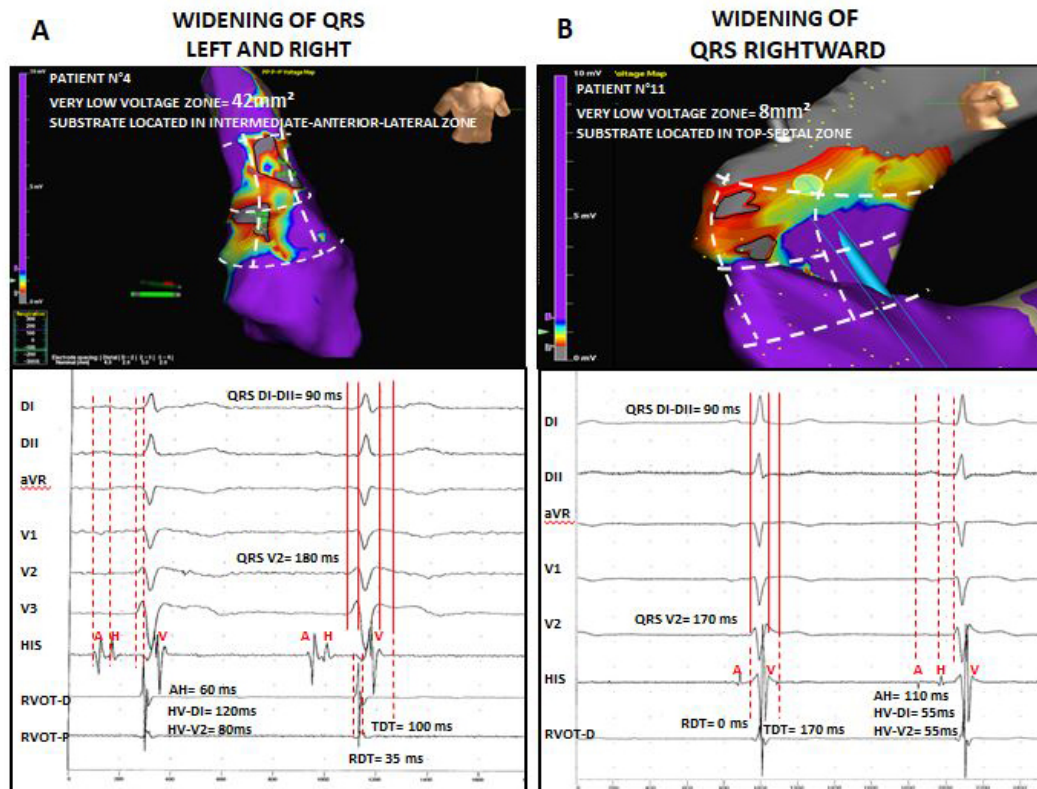 A
WIDENING OF QRS
LEFT AND RIGHT
PATIENT N°4
VERY LOW VOLTAGE ZONE= 42mm²
SUBSTRATE LOCATED IN INTERMEDIATE-ANTERIOR-LATERAL ZONE
DI
QRS DI-DII= 90 ms
DII
aVR
V1
V2
QRS V2= 180 ms
V3
A H V A H V
HIS
RVOT-D
AH = 60 ms
HV-DI= 120ms
HV-V2= 80ms
TDT= 100 ms
RVOT-P
RDT= 35 ms
B
WIDENING OF
QRS RIGHTWARD
10 mV
Voltage Map
PATIENT N°11
VERY LOW VOLTAGE ZONE= 8mm²
SUBSTRATE LOCATED IN TOP-SEPTAL ZONE
5 mV
0 mV
QRS DI-DII= 90 ms
DI
DII
aVR
V1
V2
QRS V2= 170 ms
A V A H V
HIS
RDT= 0 ms
TDT= 170 ms
AH= 110 ms
HV-DI= 55ms
HV-V2= 55ms
RVOT-D